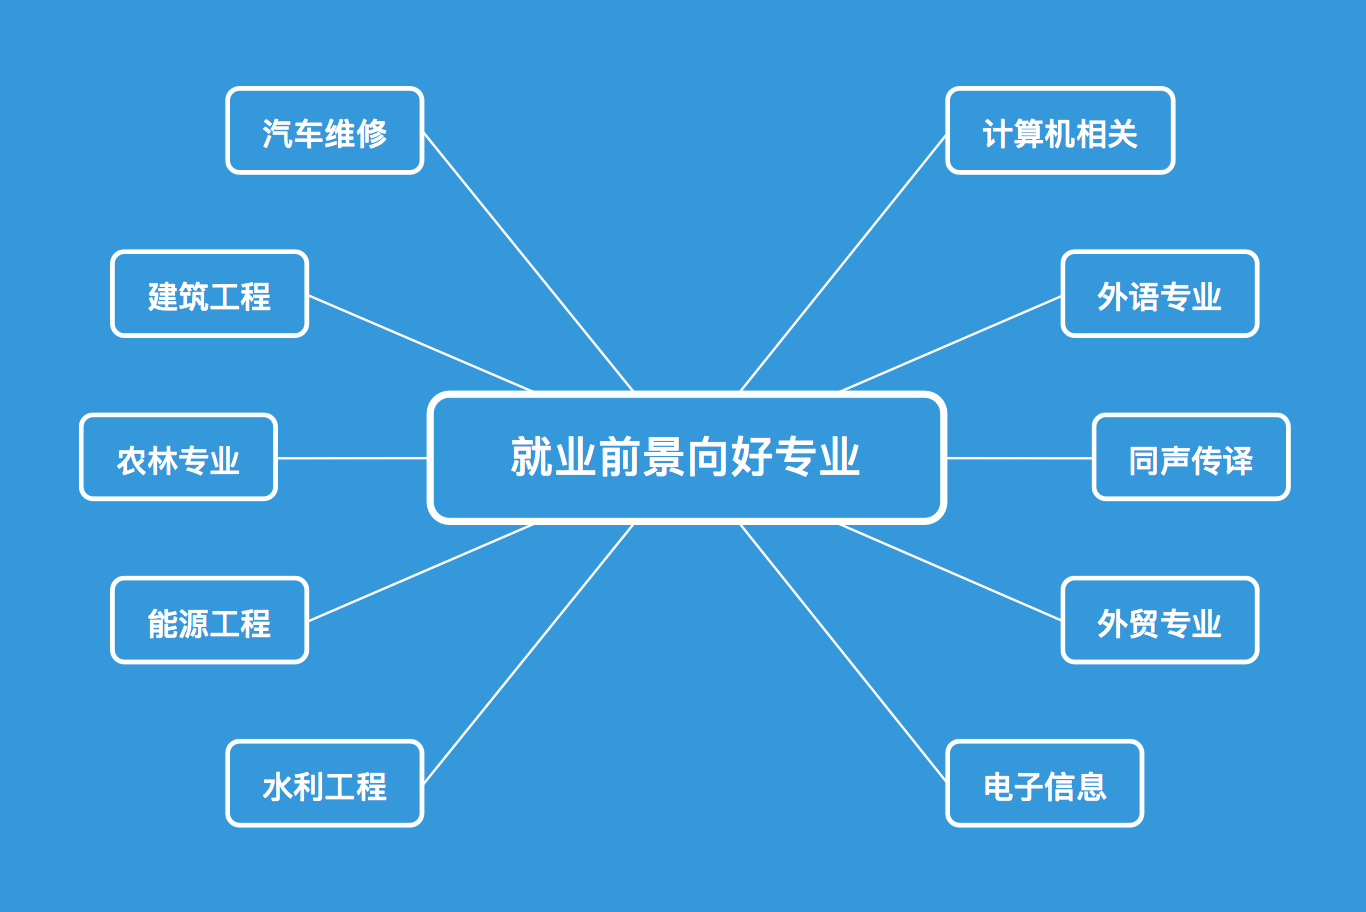 汽车维修
计算机相关
建筑工程
外语专业
就业前景向好专业
农林专业
同声传译
能源工程
外贸专业
水利工程
电子信息